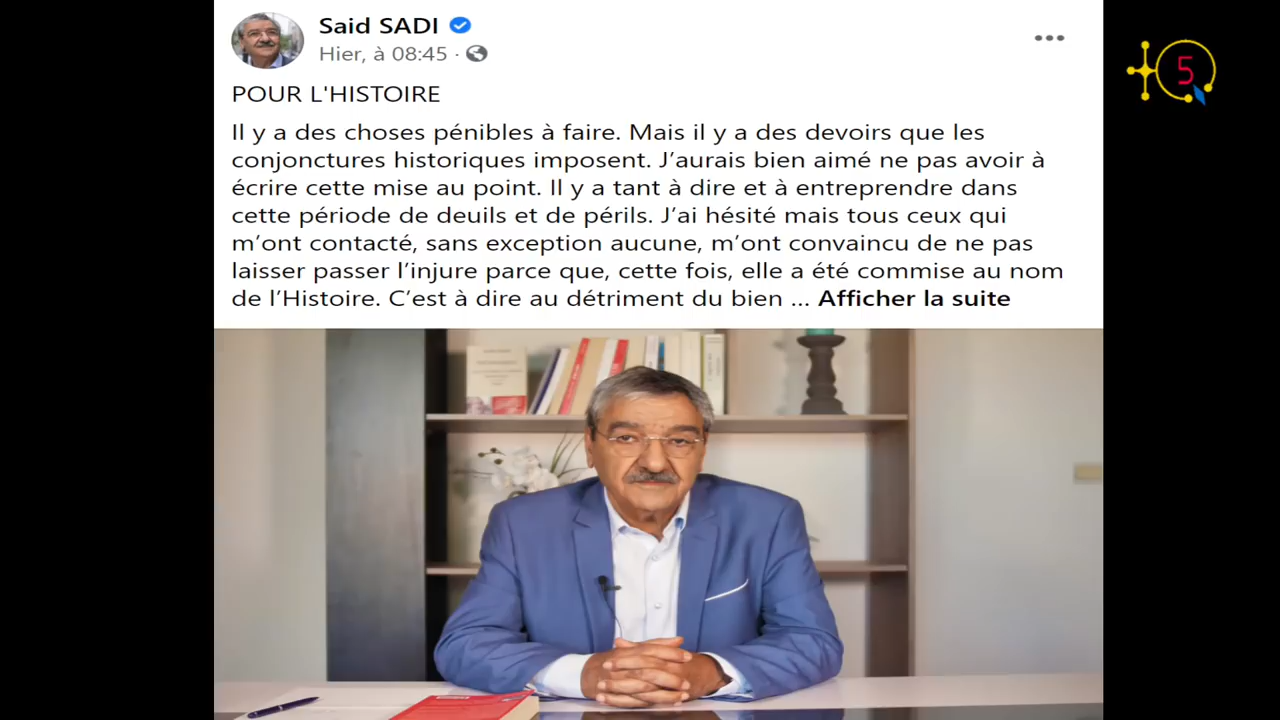 Said SADI
Hier, à 08:45 ·
POUR L'HISTOIRE
Il y a des choses pénibles à faire. Mais il y a des devoirs que les
conjonctures historiques imposent. J’aurais bien aimé ne pas avoir à
écrire cette mise au point. Il y a tant à dire et à entreprendre dans
cette période de deuils et de périls. J’ai hésité mais tous ceux qui
m’ont contacté, sans exception aucune, m’ont convaincu de ne pas
laisser passer l’injure parce que, cette fois, elle a été commise au nom
de l’Histoire. C’est à dire au détriment du bien ... Afficher la suite
5